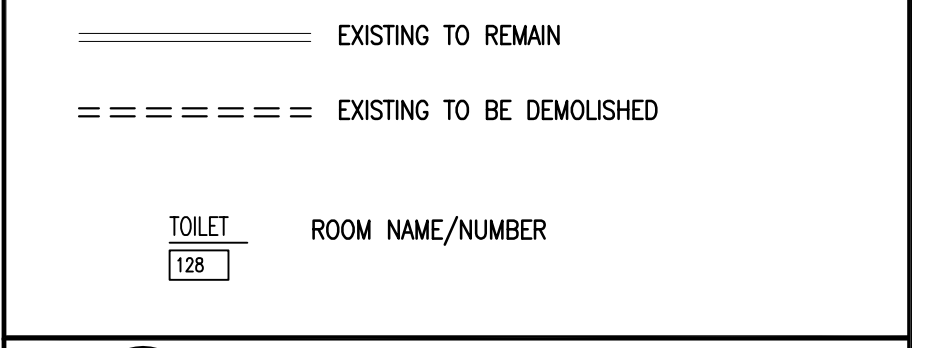 EXISTING TO REMAIN
EXISTING TO BE DEMOLISHED
TOILET ROOM NAME/NUMBER
128